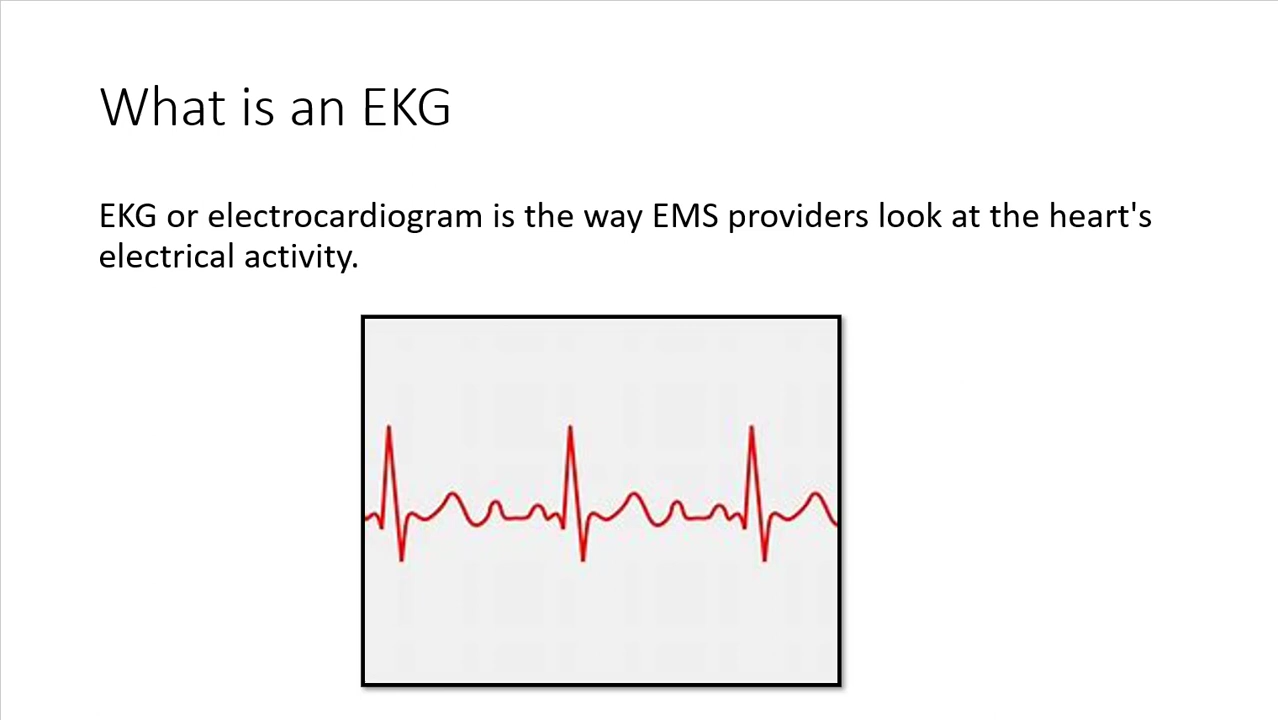 What is an EKG
EKG or electrocardiogram is the way EMS providers look at the heart's
electrical activity.